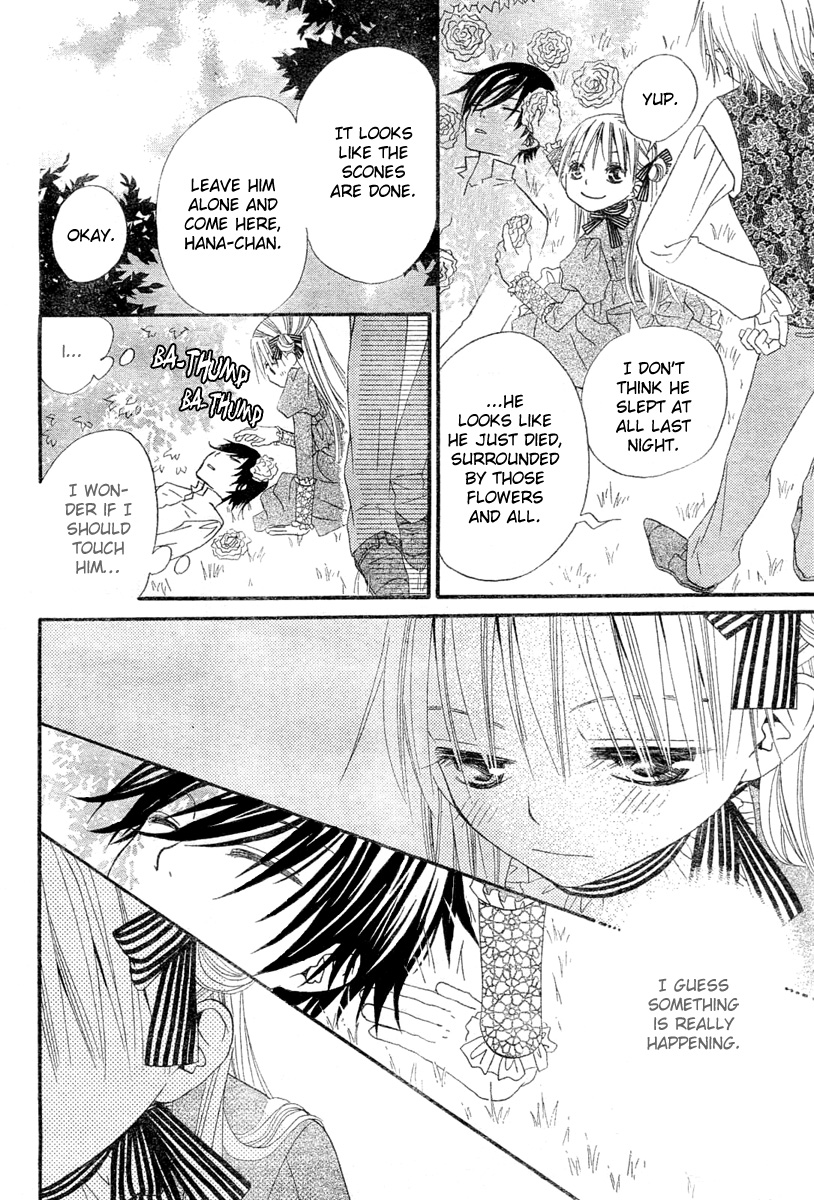 YUP.
I DON'T
THINK HE
SLEPT AT
ALL LAST
NIGHT.
...HE
LOOKS LIKE
HE JUST DIED,
SURROUNDED
BY THOSE
FLOWERS
AND ALL.
IT LOOKS
LIKE THE
SCONES
ARE DONE.
LEAVE HIM
ALONE AND
COME HERE,
HANA-CHAN.
OKAY.
BA-THUMP
BA-THUMP
I...
I WON-
DER IF I
SHOULD
TOUCH
HIM...
I GUESS
SOMETHING
IS REALLY
HAPPENING.